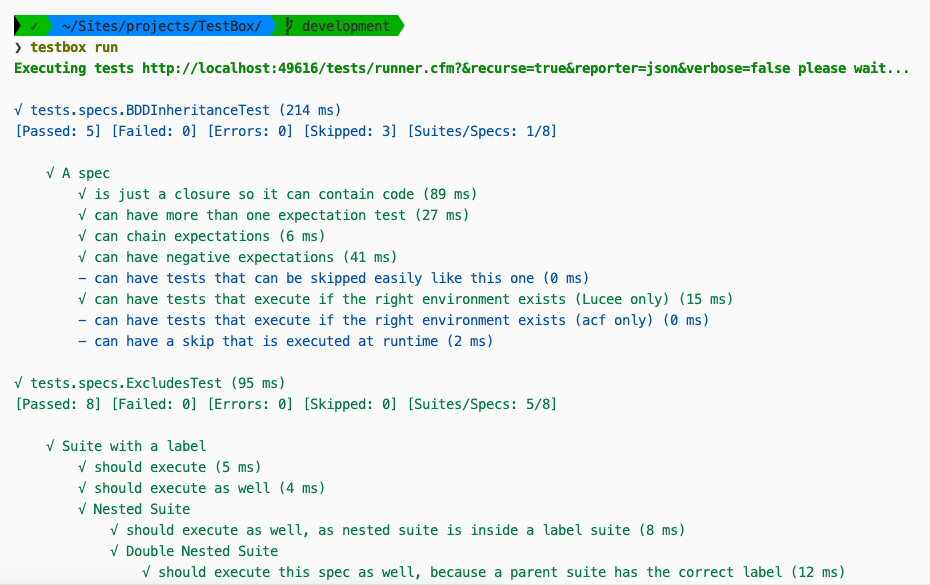 ✓ ~/Sites/projects/TestBox/ development
❯ testbox run
Executing tests http://localhost:49616/tests/runner.cfm?&recurse=true&reporter=json&verbose=false please wait...
√ tests.specs.BDDInheritanceTest (214 ms)
[Passed: 5] [Failed: 0] [Errors: 0] [Skipped: 3] [Suites/Specs: 1/8]
√ A spec
√ is just a closure so it can contain code (89 ms)
√ can have more than one expectation test (27 ms)
√ can chain expectations (6 ms)
√ can have negative expectations (41 ms)
- can have tests that can be skipped easily like this one (0 ms)
√ can have tests that execute if the right environment exists (Lucee only) (15 ms)
- can have tests that execute if the right environment exists (acf only) (0 ms)
- can have a skip that is executed at runtime (2 ms)
√ tests.specs.ExcludesTest (95 ms)
[Passed: 8] [Failed: 0] [Errors: 0] [Skipped: 0] [Suites/Specs: 5/8]
√ Suite with a label
√ should execute (5 ms)
√ should execute as well (4 ms)
√ Nested Suite
√ should execute as well, as nested suite is inside a label suite (8 ms)
√ Double Nested Suite
√ should execute this spec as well, because a parent suite has the correct label (12 ms)